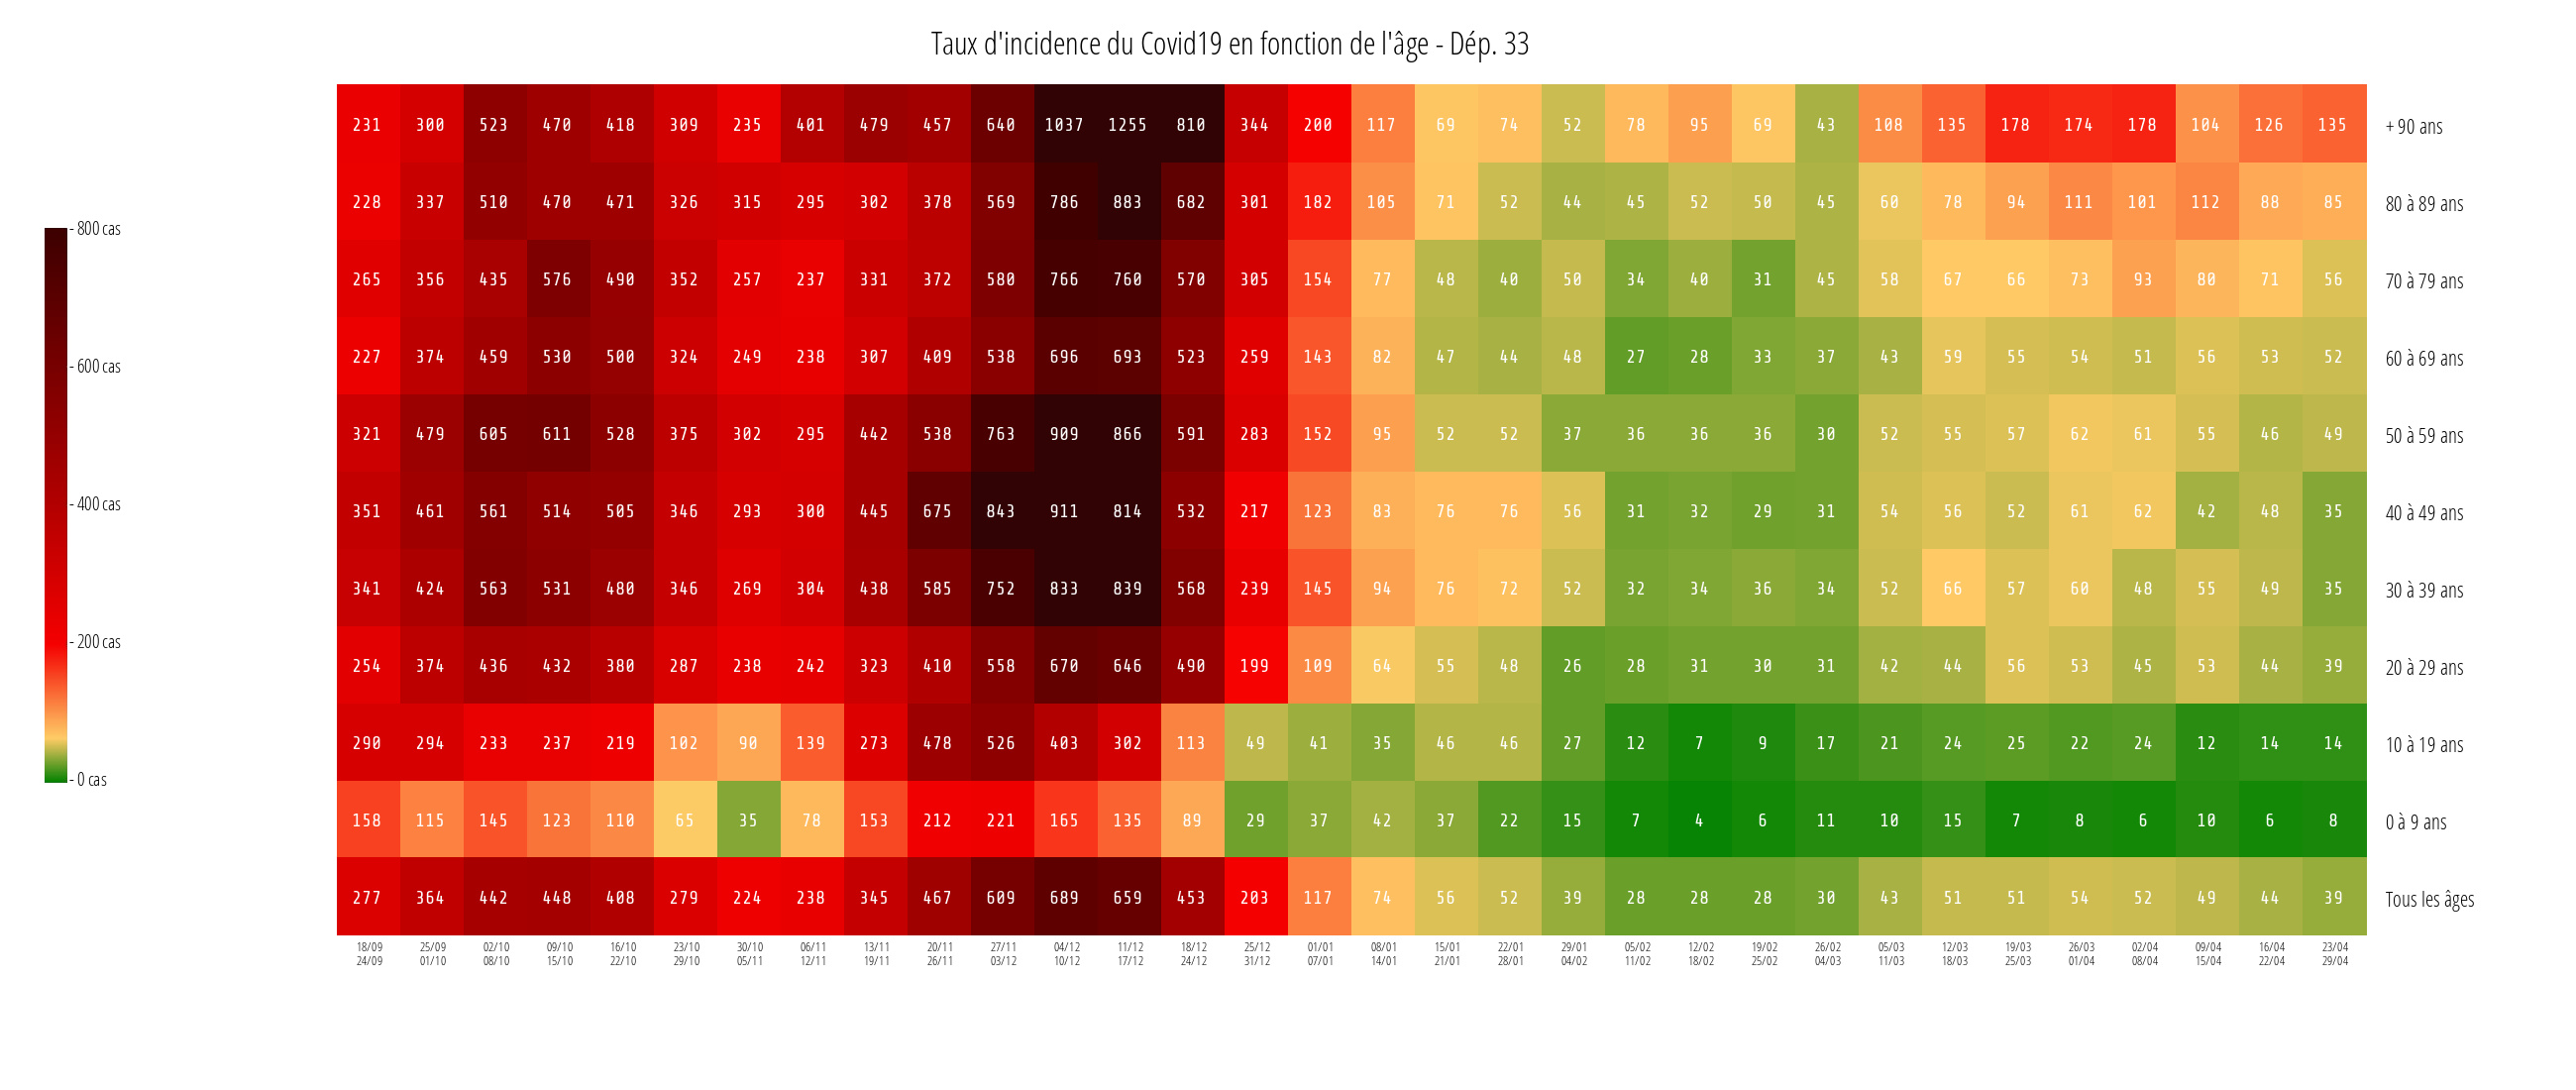 Taux d'incidence du Covid19 en fonction de l'âge - Dép. 33
- 800 cas
- 600 cas
- 400 cas
- 200 cas
- 0 cas
231 300 523 470 418 309 235 401 479 457 640 1037 1255 810 344 200 117 69 74 52 78 95 69 43 108 135 178 174 178 104 126 135 + 90 ans
228 337 510 470 471 326 315 295 302 378 569 786 883 682 301 182 105 71 52 44 45 52 50 45 60 78 94 111 101 112 88 85 80 à 89 ans
265 356 435 576 490 352 257 237 331 372 580 766 760 570 305 154 77 48 40 50 34 40 31 45 58 67 66 73 93 80 71 56 70 à 79 ans
227 374 459 530 500 324 249 238 307 409 538 696 693 523 259 143 82 47 44 48 27 28 33 37 43 59 55 54 51 56 53 52 60 à 69 ans
321 479 605 611 528 375 302 295 442 538 763 909 866 591 283 152 95 52 52 37 36 36 36 30 52 55 57 62 61 55 46 49 50 à 59 ans
351 461 561 514 505 346 293 300 445 675 843 911 814 532 217 123 83 76 76 56 31 32 29 31 54 56 52 61 62 42 48 35 40 à 49 ans
341 424 563 531 480 346 269 304 438 585 752 833 839 568 239 145 94 76 72 52 32 34 36 34 52 66 57 60 48 55 49 35 30 à 39 ans
254 374 436 432 380 287 238 242 323 410 558 670 646 490 199 109 64 55 48 26 28 31 30 31 42 44 56 53 45 53 44 39 20 à 29 ans
290 294 233 237 219 102 90 139 273 478 526 403 302 113 49 41 35 46 46 27 12 7 9 17 21 24 25 22 24 12 14 14 10 à 19 ans
158 115 145 123 110 65 35 78 153 212 221 165 135 89 29 37 42 37 22 15 7 4 6 11 10 15 7 8 6 10 6 8 0 à 9 ans
277 364 442 448 408 279 224 238 345 467 609 689 659 453 203 117 74 56 52 39 28 28 28 30 43 51 51 54 52 49 44 39 Tous les âges
18/09 25/09 02/10 09/10 16/10 23/10 30/10 06/11 13/11 20/11 27/11 04/12 11/12 18/12 25/12 01/01 08/01 15/01 22/01 29/01 05/02 12/02 19/02 26/02 05/03 12/03 19/03 26/03 02/04 09/04 16/04 23/04
24/09 01/10 08/10 15/10 22/10 29/10 05/11 12/11 19/11 26/11 03/12 10/12 17/12 24/12 31/12 07/01 14/01 21/01 28/01 04/02 11/02 18/02 25/02 04/03 11/03 18/03 25/03 01/04 08/04 15/04 22/04 29/04